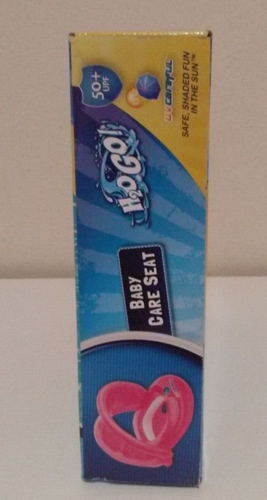 50+
UPF
UV CAREFUL
SAFE, SHADED FUN
IN THE SUN™
H2OGO!
BABY
CARE SEAT